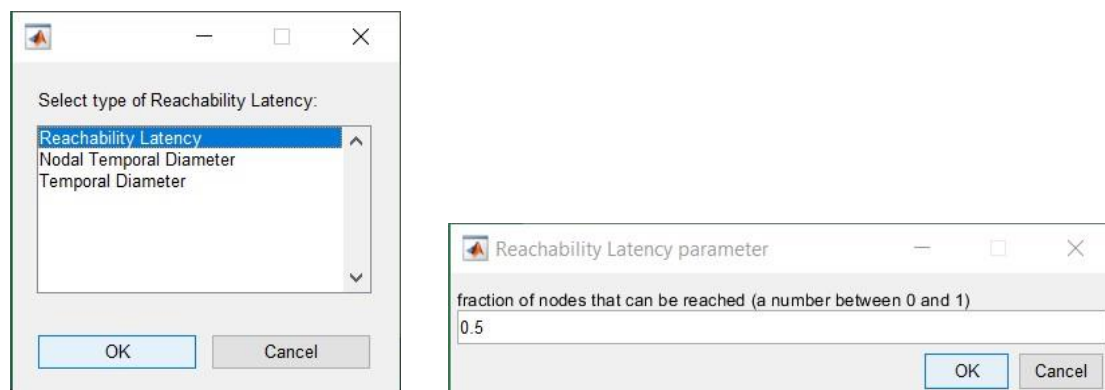 Select type of Reachability Latency:
Reachability Latency
Nodal Temporal Diameter
Temporal Diameter
OK
Cancel
Reachability Latency parameter
fraction of nodes that can be reached (a number between 0 and 1)
0.5
OK
Cancel